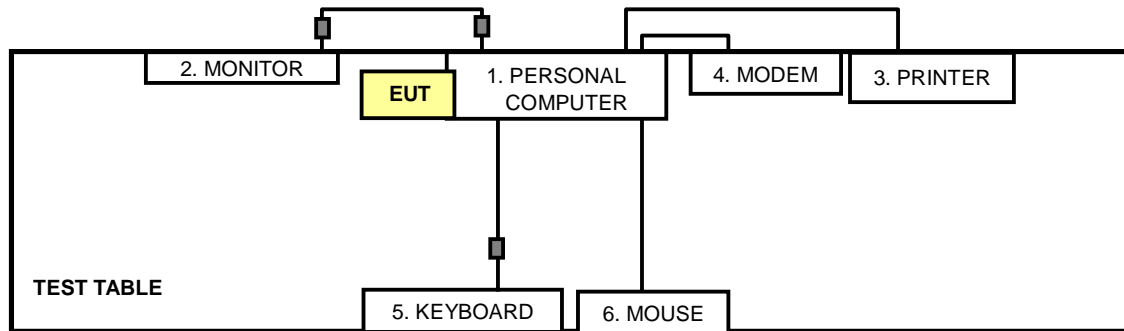 2. MONITOR
EUT
1. PERSONAL
COMPUTER
4. MODEM
3. PRINTER
TEST TABLE
5. KEYBOARD
6. MOUSE